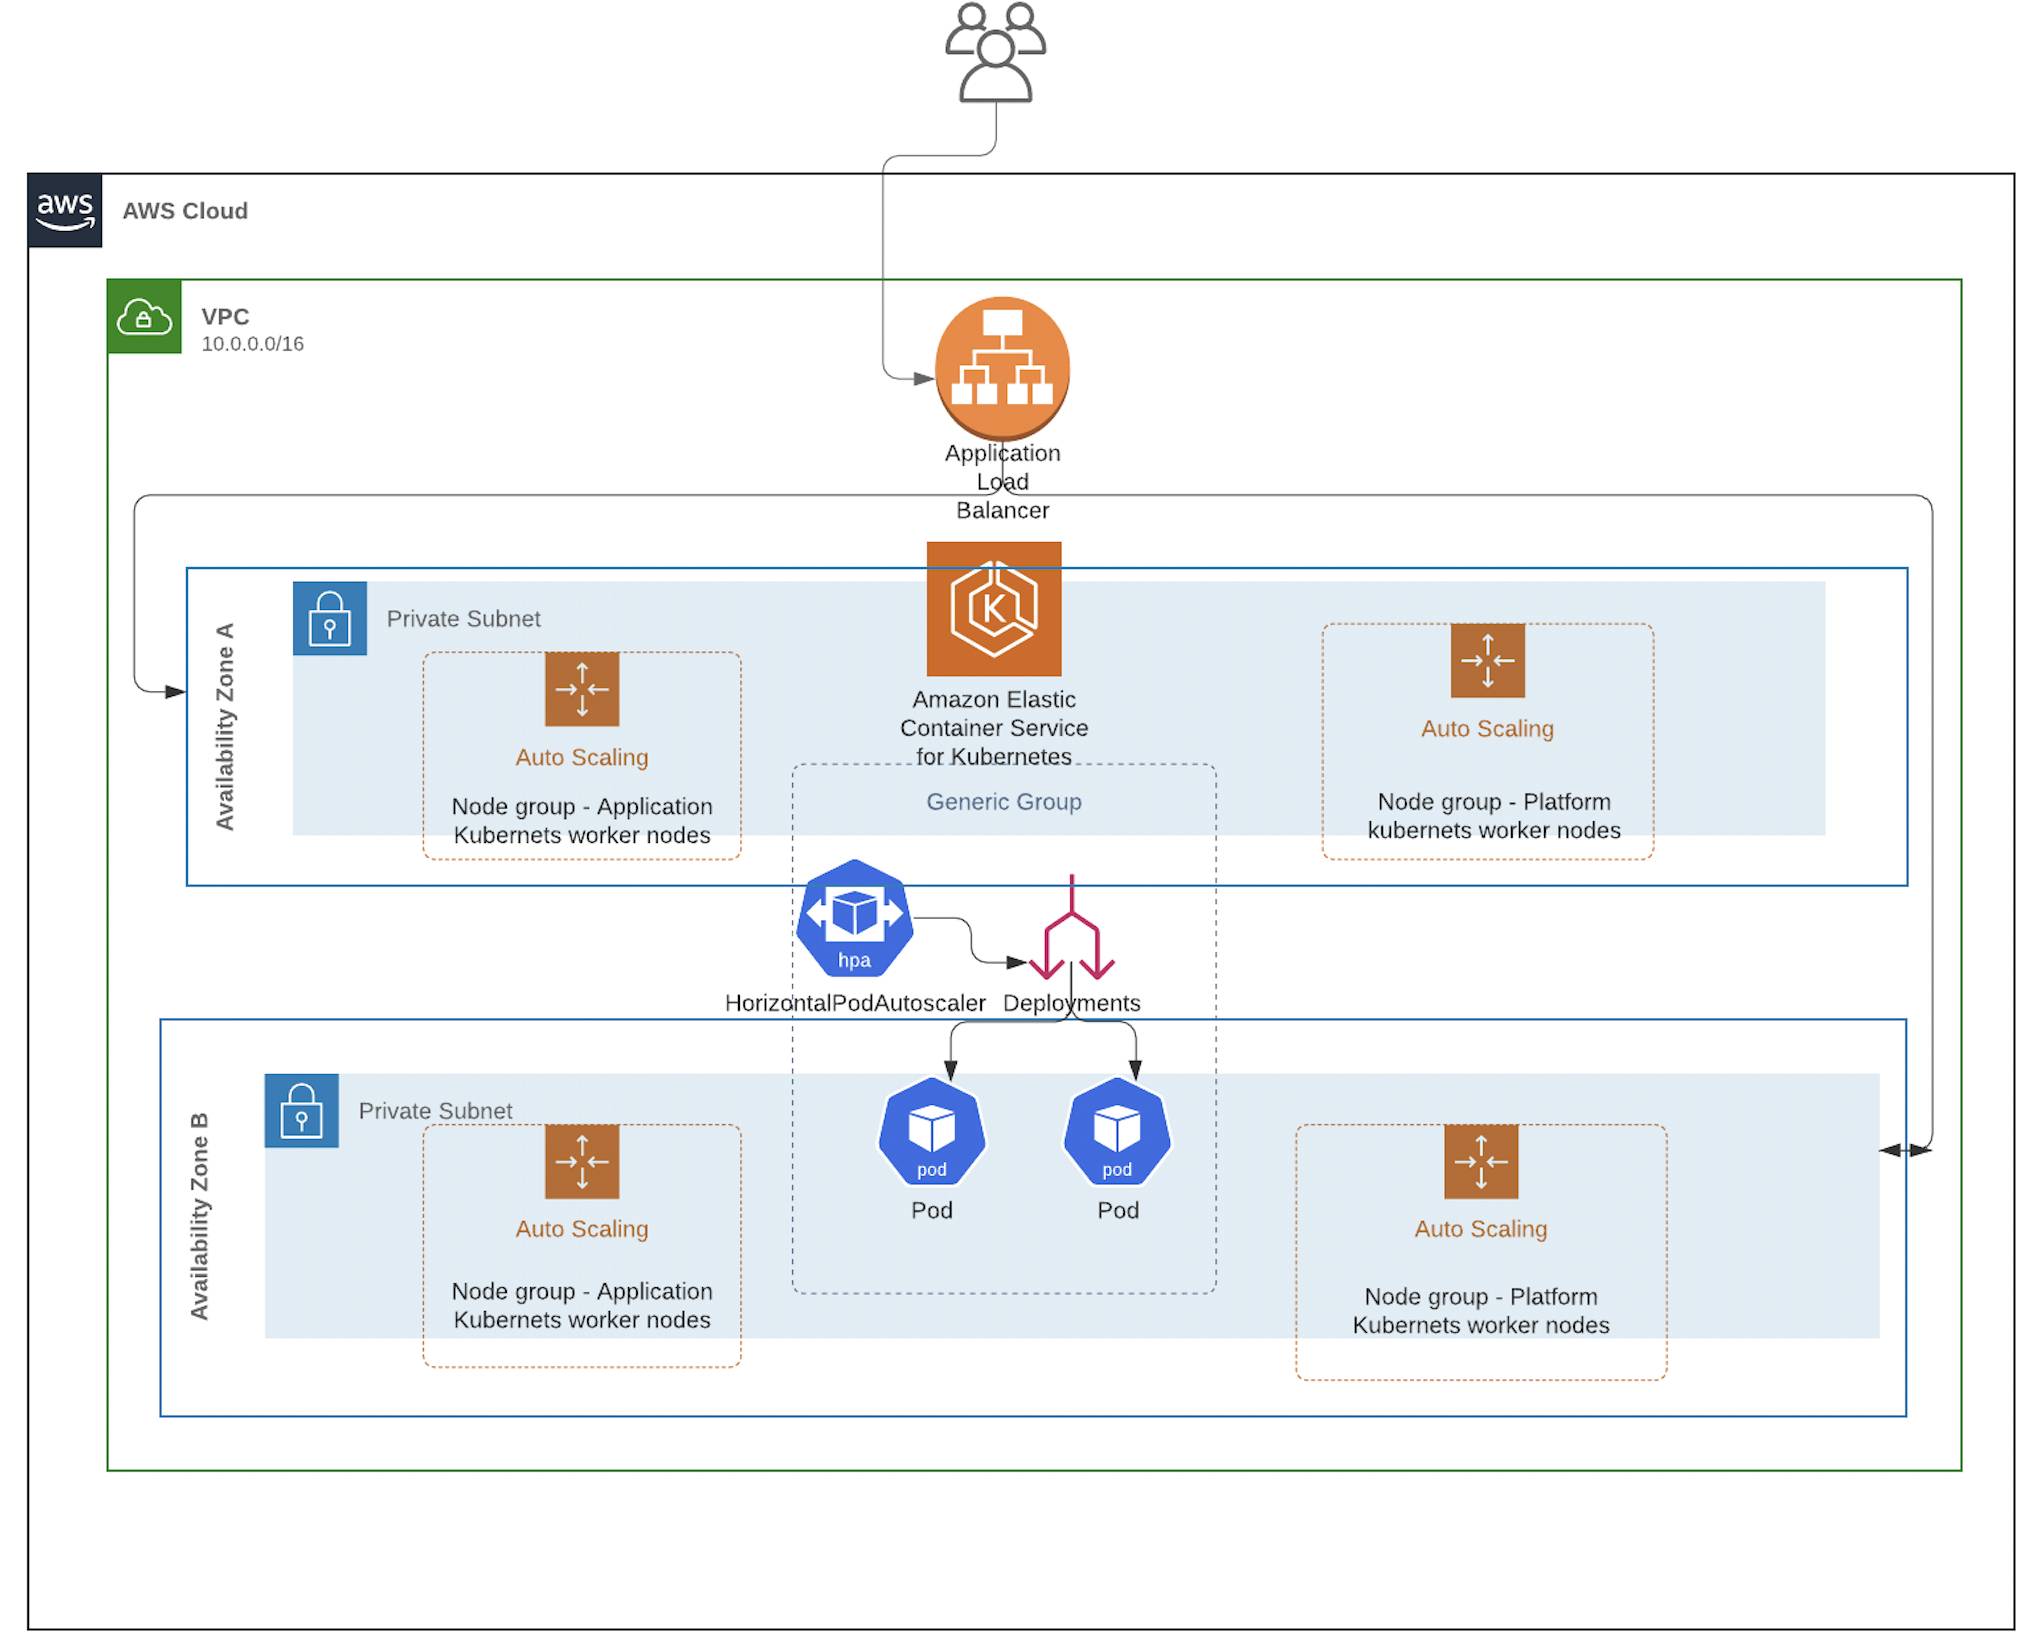 aws
AWS Cloud
VPC
10.0.0.0/16
Application
Load
Balancer
Availability Zone A
Private Subnet
K
Amazon Elastic
Container Service
for Kubernetes
Auto Scaling
Node group - Application
Kubernets worker nodes
Auto Scaling
Node group - Platform
kubernets worker nodes
Generic Group
hpa
HorizontalPodAutoscaler
Deployments
Availability Zone B
Private Subnet
Auto Scaling
Node group - Application
Kubernets worker nodes
pod
Pod
pod
Pod
Auto Scaling
Node group - Platform
Kubernets worker nodes